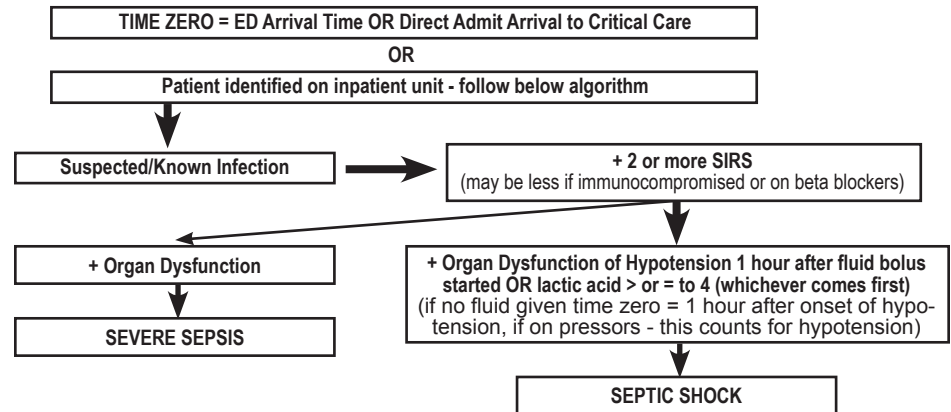 TIME ZERO = ED Arrival Time OR Direct Admit Arrival to Critical Care
OR
Patient identified on inpatient unit - follow below algorithm
Suspected/Known Infection
+ 2 or more SIRS
(may be less if immunocompromised or on beta blockers)
+ Organ Dysfunction
SEVERE SEPSIS
+ Organ Dysfunction of Hypotension 1 hour after fluid bolus
started OR lactic acid > or = to 4 (whichever comes first)
(if no fluid given time zero = 1 hour after onset of hypo-
tension, if on pressors - this counts for hypotension)
SEPTIC SHOCK